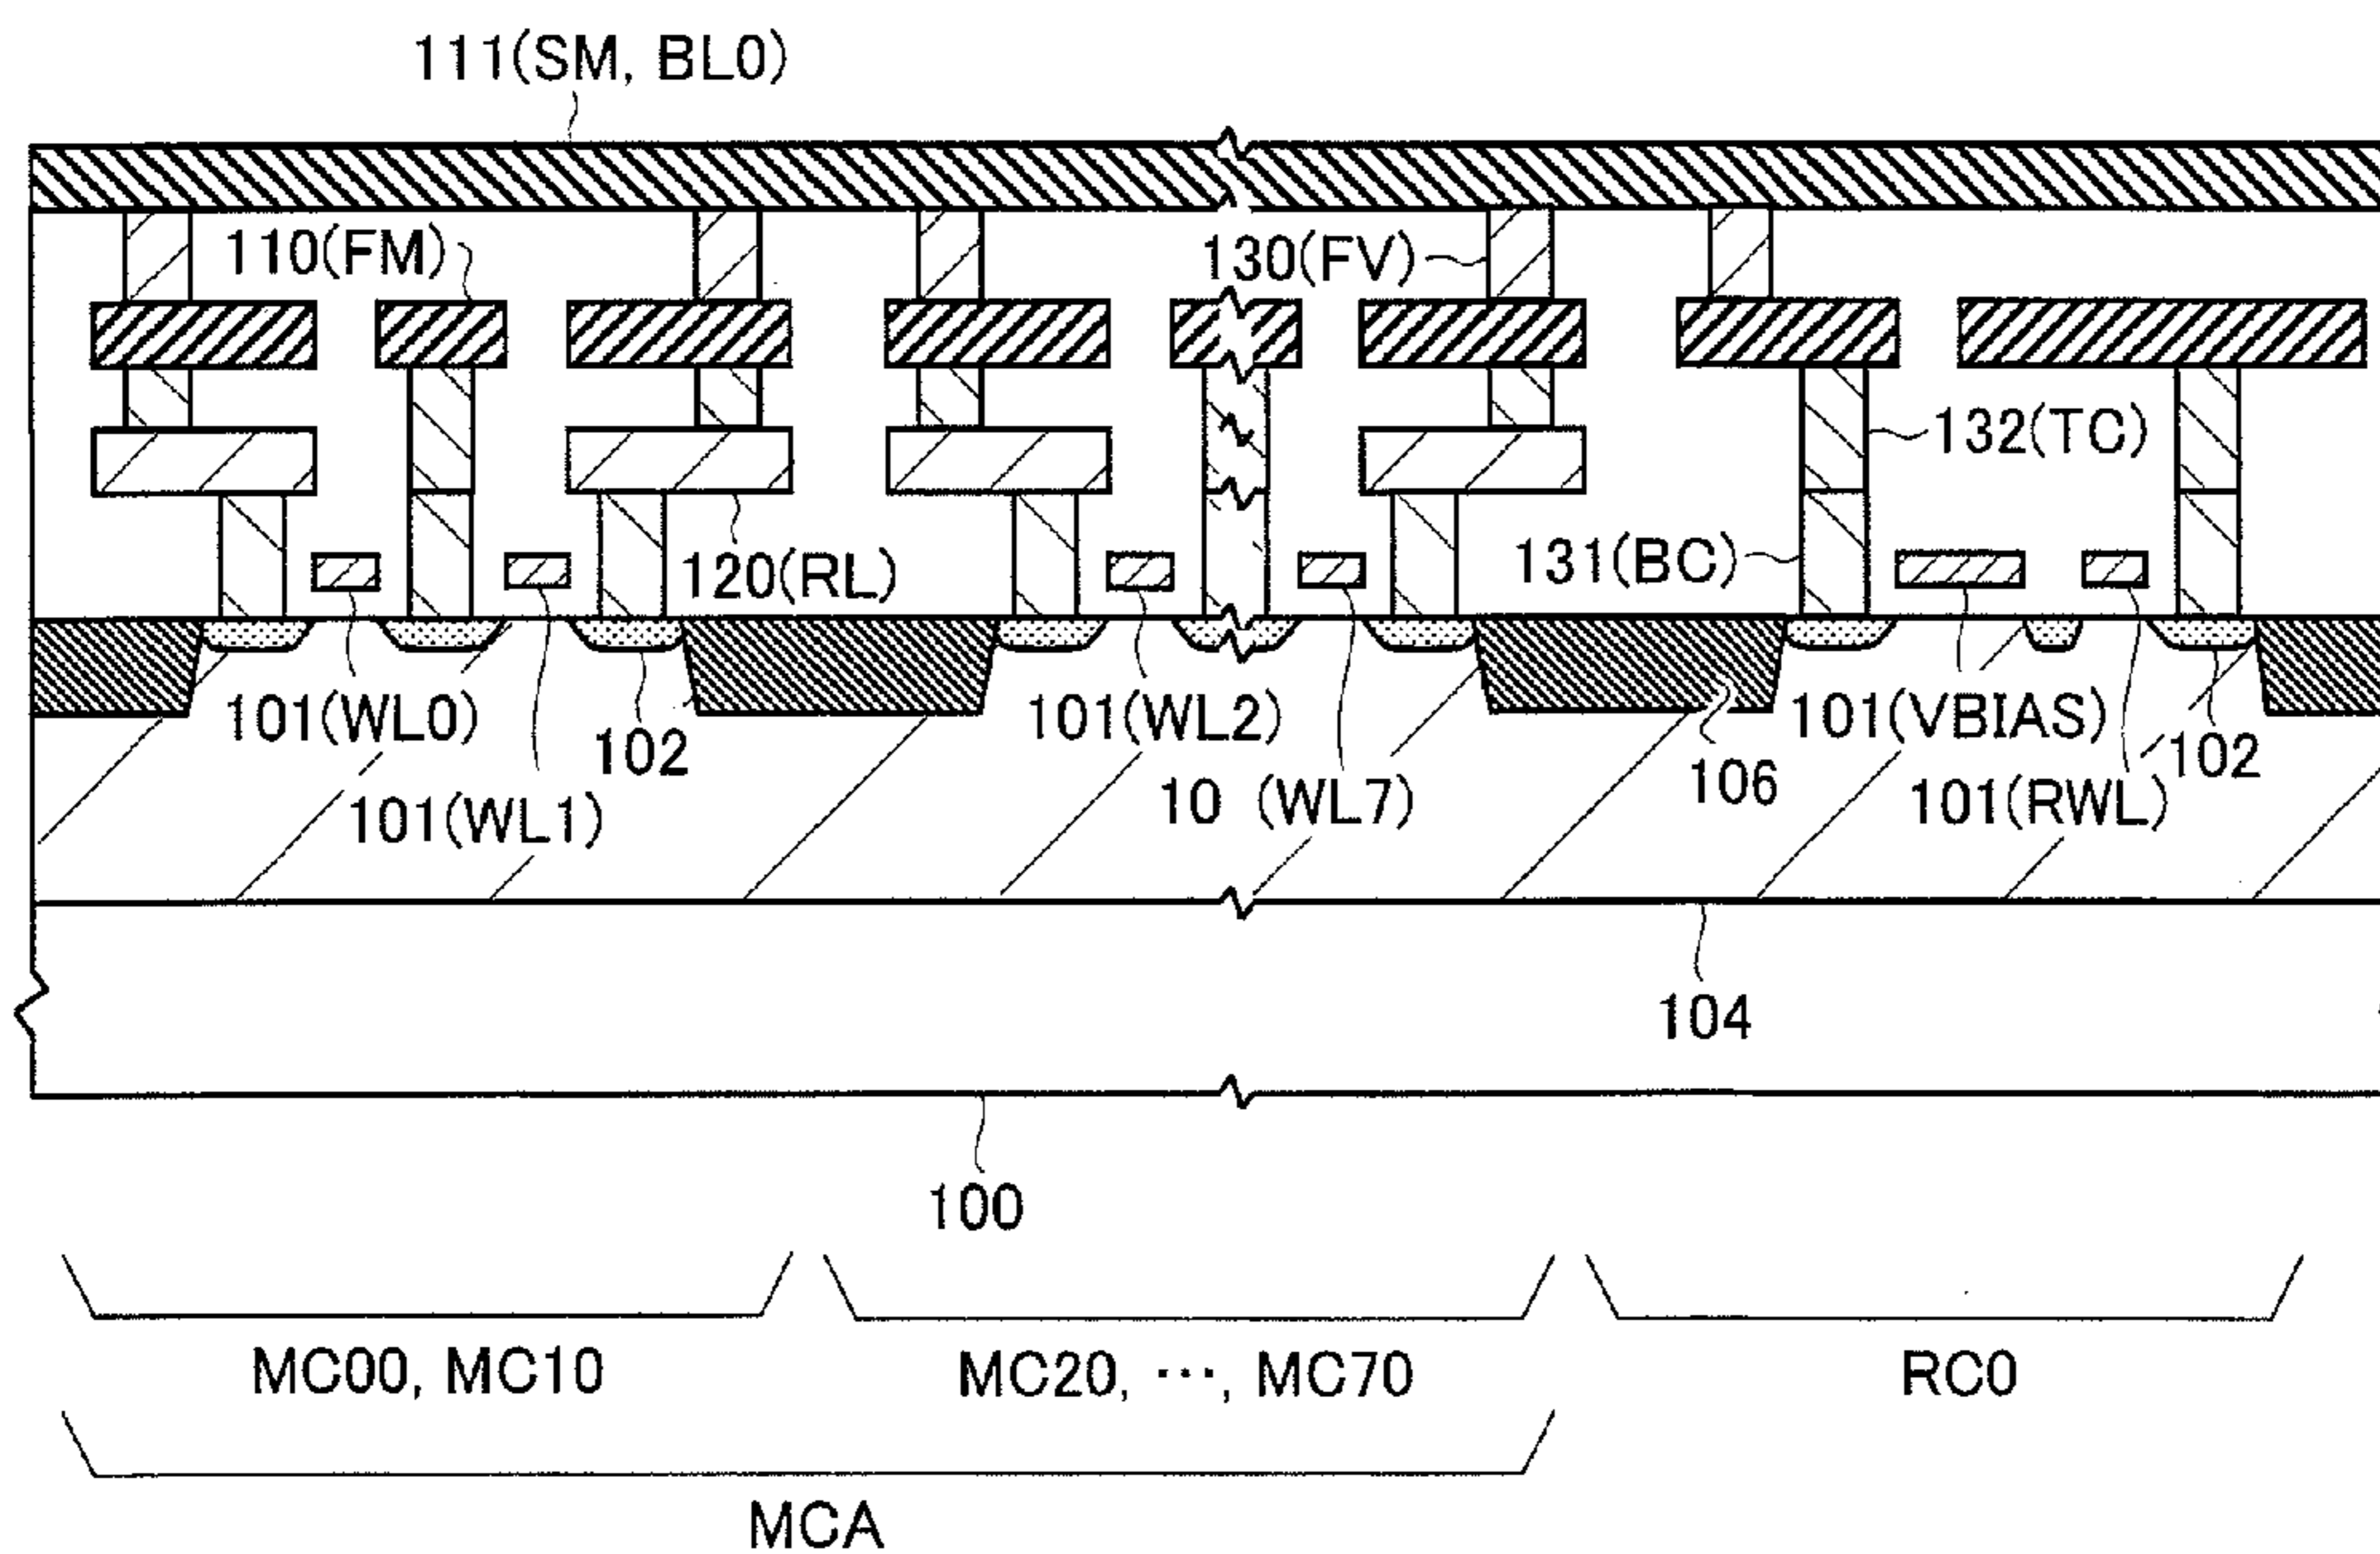 111(SM, BL0)
110(FM)
130(FV)
132(TC)
120(RL)
131(BC)
101(WL0)
102
101(WL2)
101(VBIAS)
102
101(WL1)
10 (WL7)
106
101(RWL)
104
100
MC00, MC10
MC20, ···, MC70
RC0
MCA